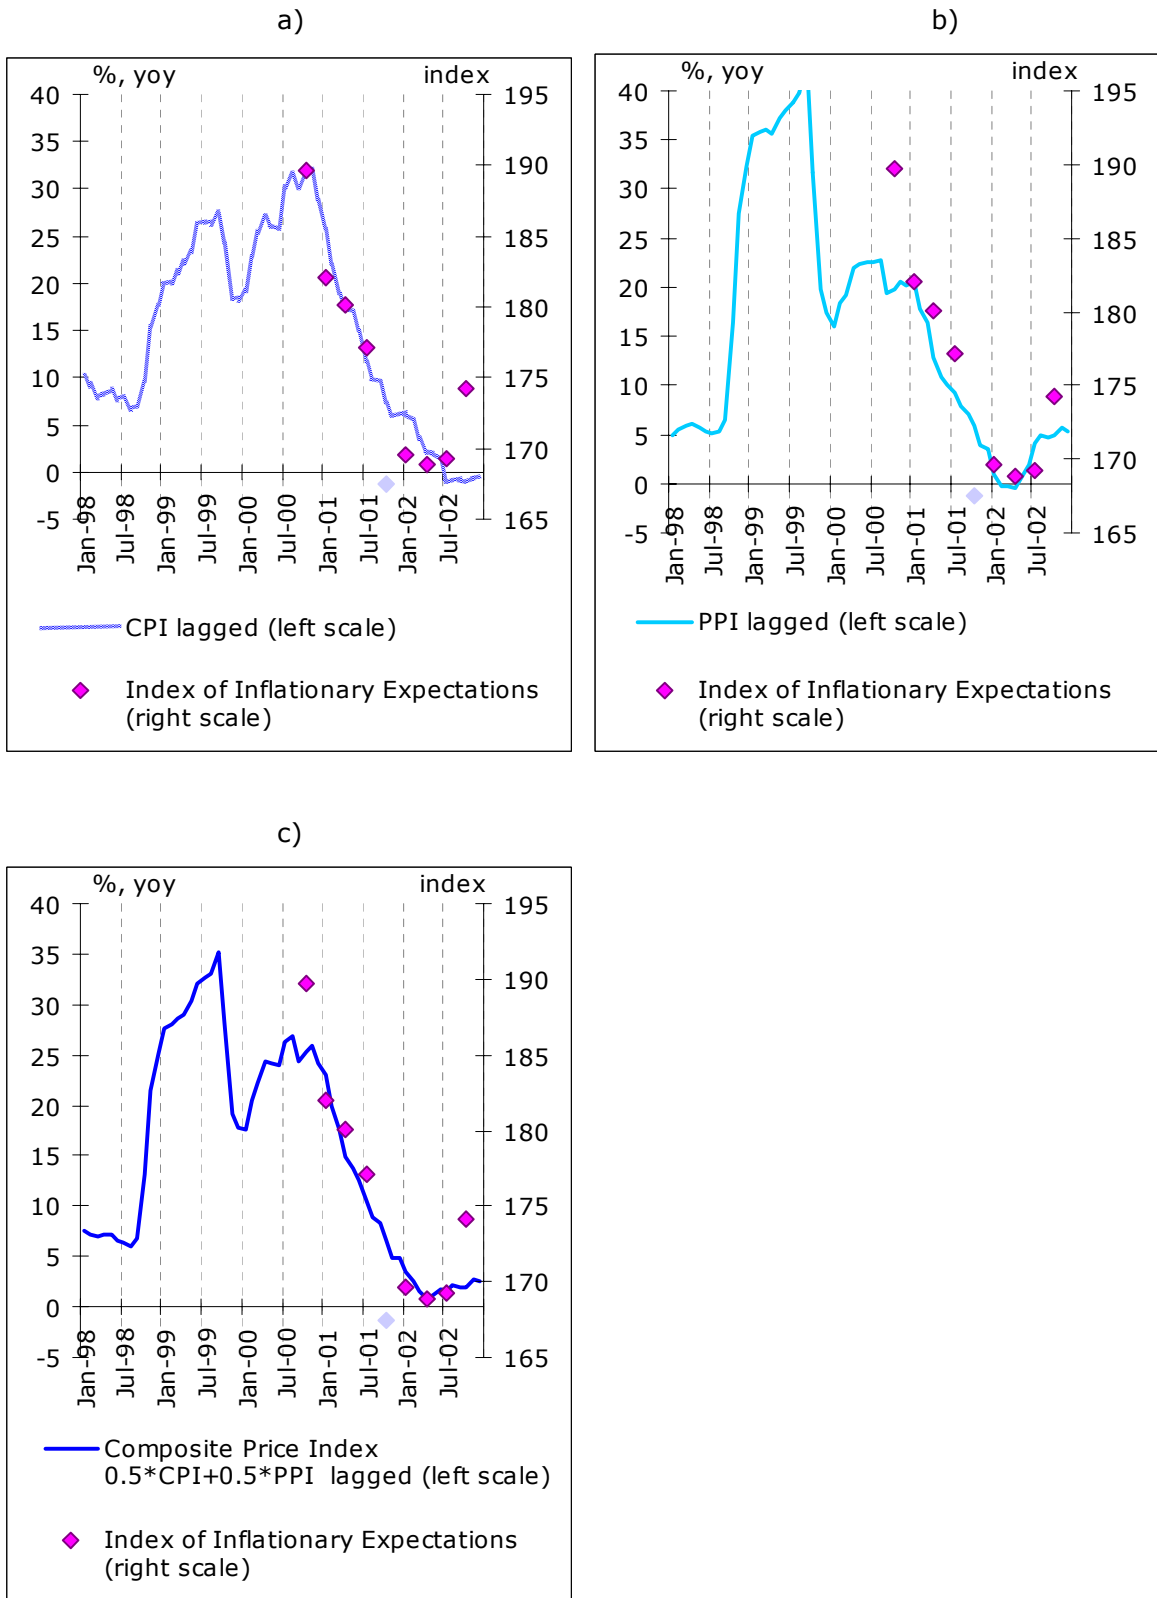 a)
%, yoy
index
40
35
30
25
20
15
10
5
0
-5
195
190
185
180
175
170
165
Jan-98
Jul-98
Jan-99
Jul-99
Jan-00
Jul-00
Jan-01
Jul-01
Jan-02
Jul-02
CPI lagged (left scale)
Index of Inflationary Expectations
(right scale)
b)
%, yoy
index
40
35
30
25
20
15
10
5
0
-5
195
190
185
180
175
170
165
Jan-98
Jul-98
Jan-99
Jul-99
Jan-00
Jul-00
Jan-01
Jul-01
Jan-02
Jul-02
PPI lagged (left scale)
Index of Inflationary Expectations
(right scale)
c)
%, yoy
index
40
35
30
25
20
15
10
5
0
-5
195
190
185
180
175
170
165
Jan-98
Jul-98
Jan-99
Jul-99
Jan-00
Jul-00
Jan-01
Jul-01
Jan-02
Jul-02
Composite Price Index
0.5*CPI+0.5*PPI lagged (left scale)
Index of Inflationary Expectations
(right scale)